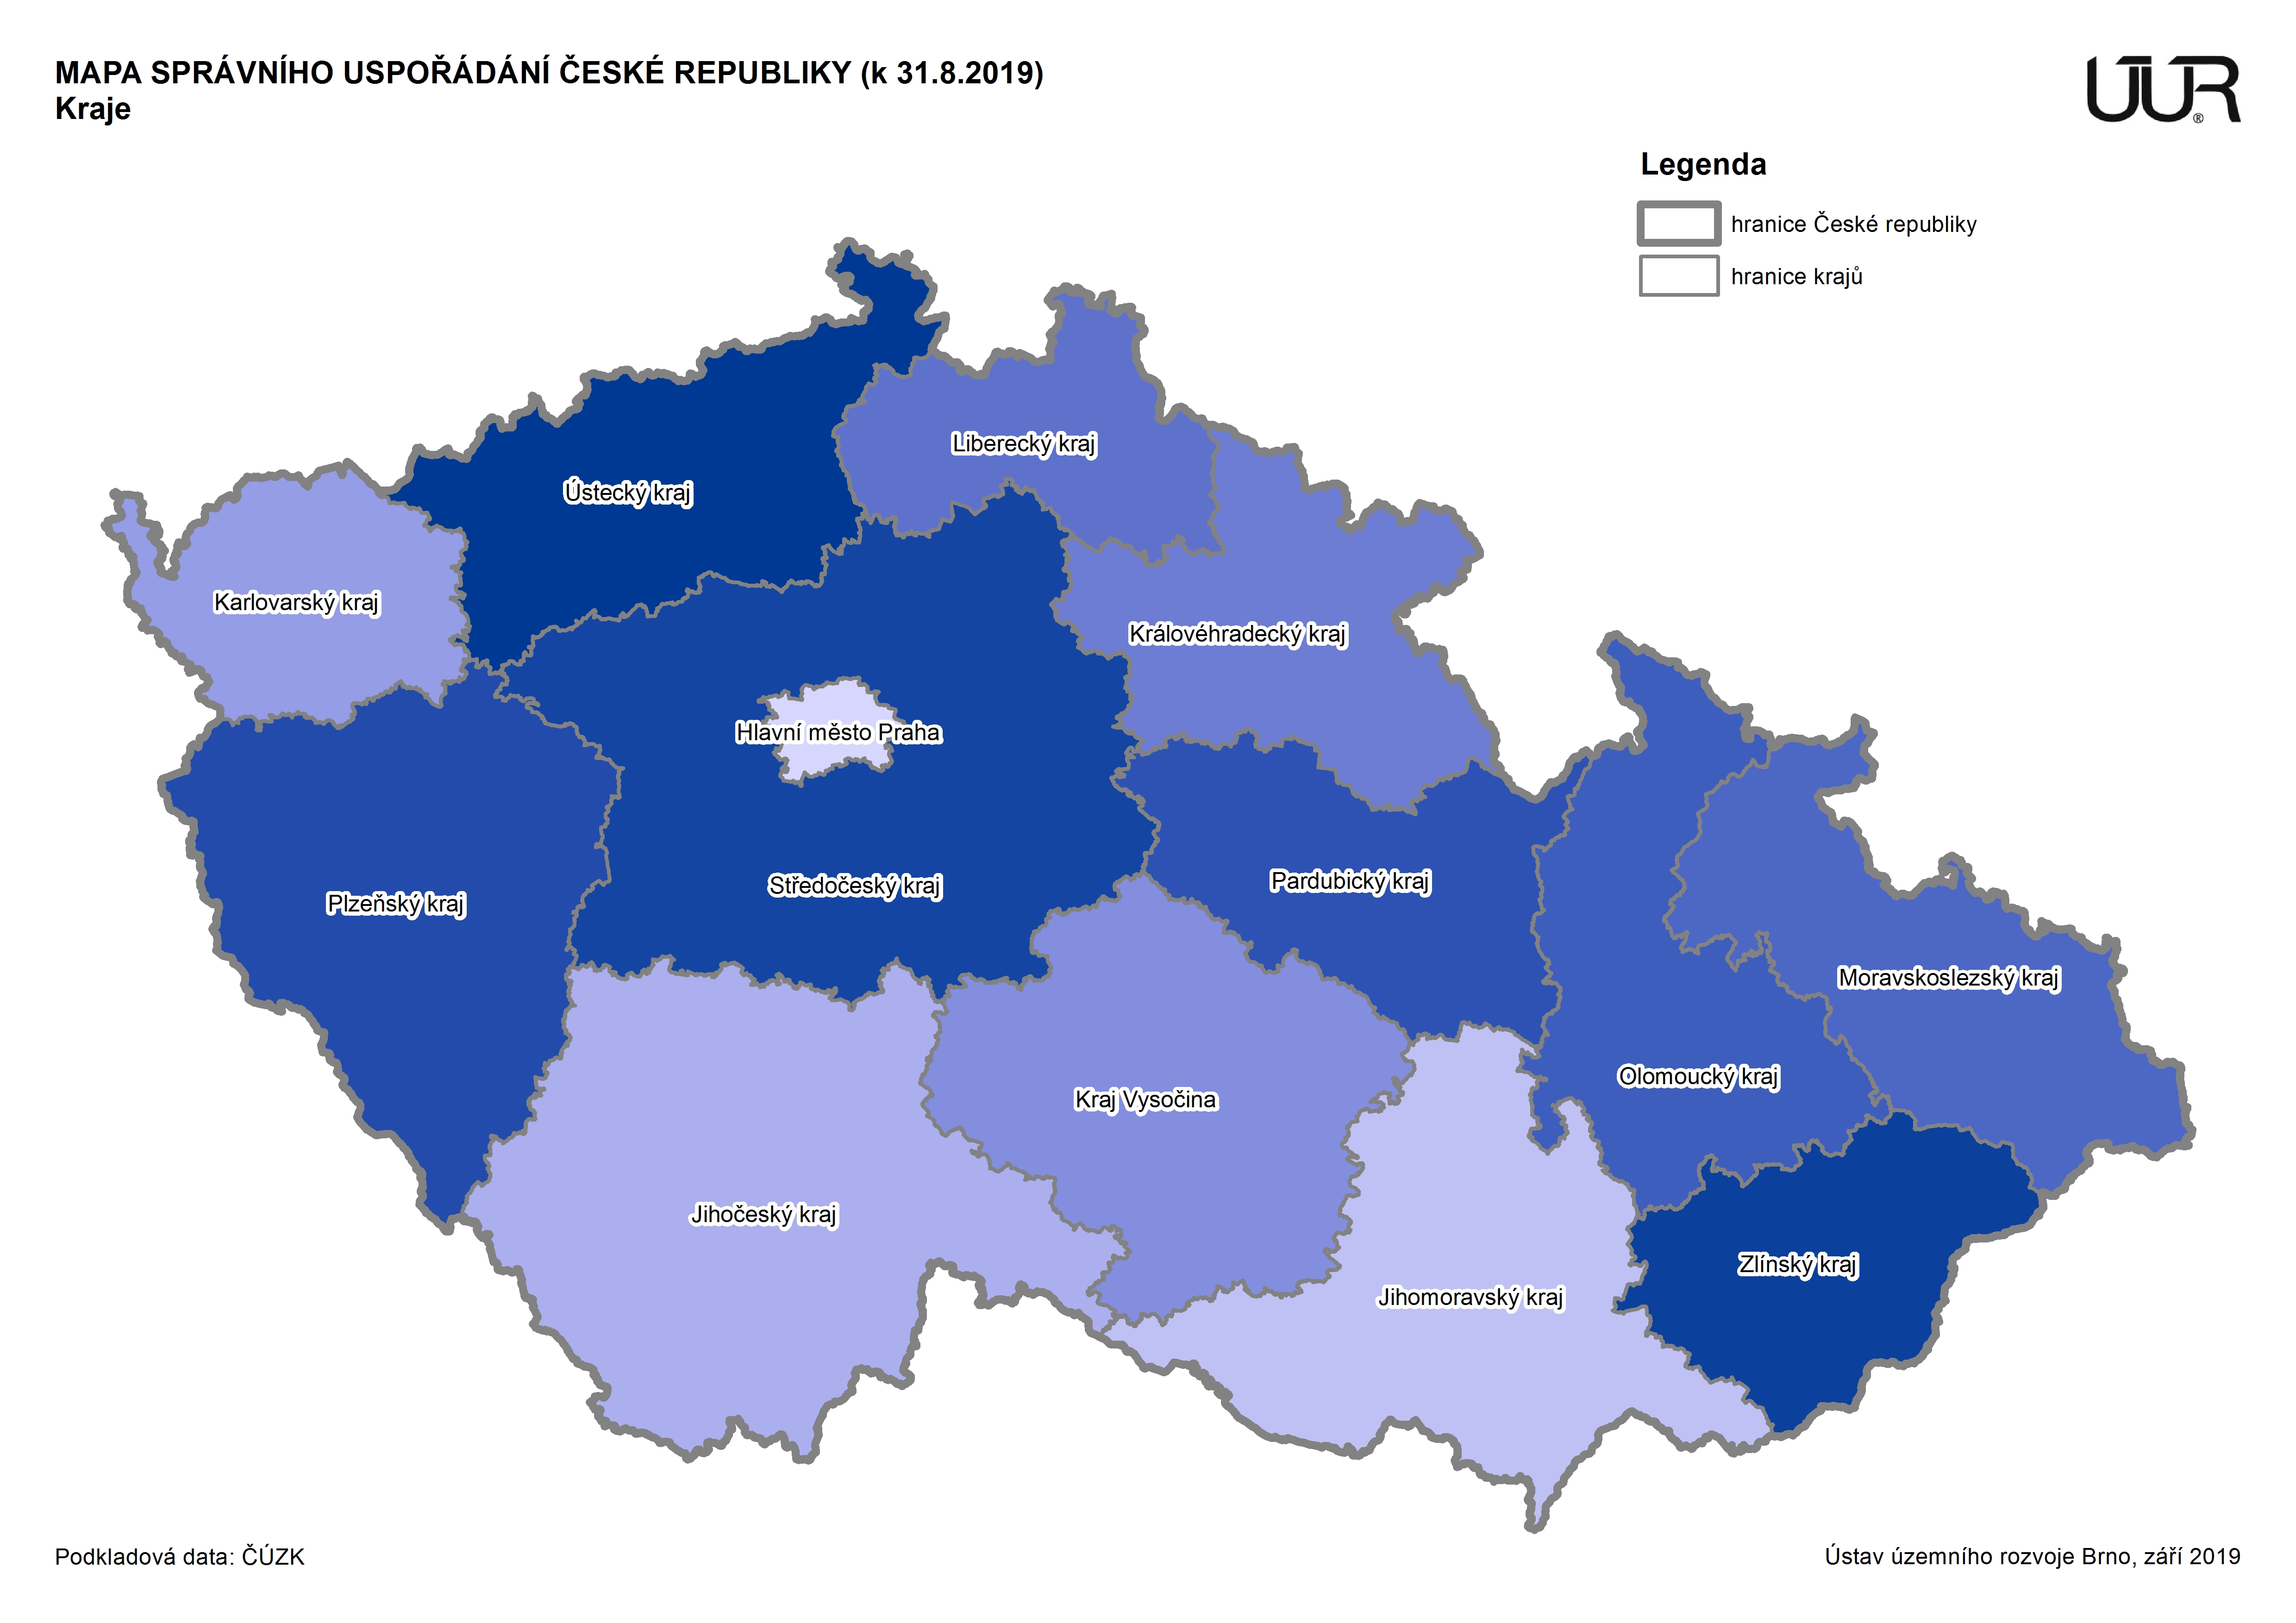 MAPA SPRÁVNÍHO USPOŘÁDÁNÍ ČESKÉ REPUBLIKY (k 31.8.2019)
Kraje
UUR
®
Legenda
hranice České republiky
hranice krajů
Liberecký kraj
Ústecký kraj
Karlovarský kraj
Královéhradecký kraj
Hlavní město Praha
Pardubický kraj
Středočeský kraj
Plzeňský kraj
Moravskoslezský kraj
Olomoucký kraj
Kraj Vysočina
Jihočeský kraj
Zlínský kraj
Jihomoravský kraj
Podkladová data: ČÚZK
Ústav územního rozvoje Brno, září 2019